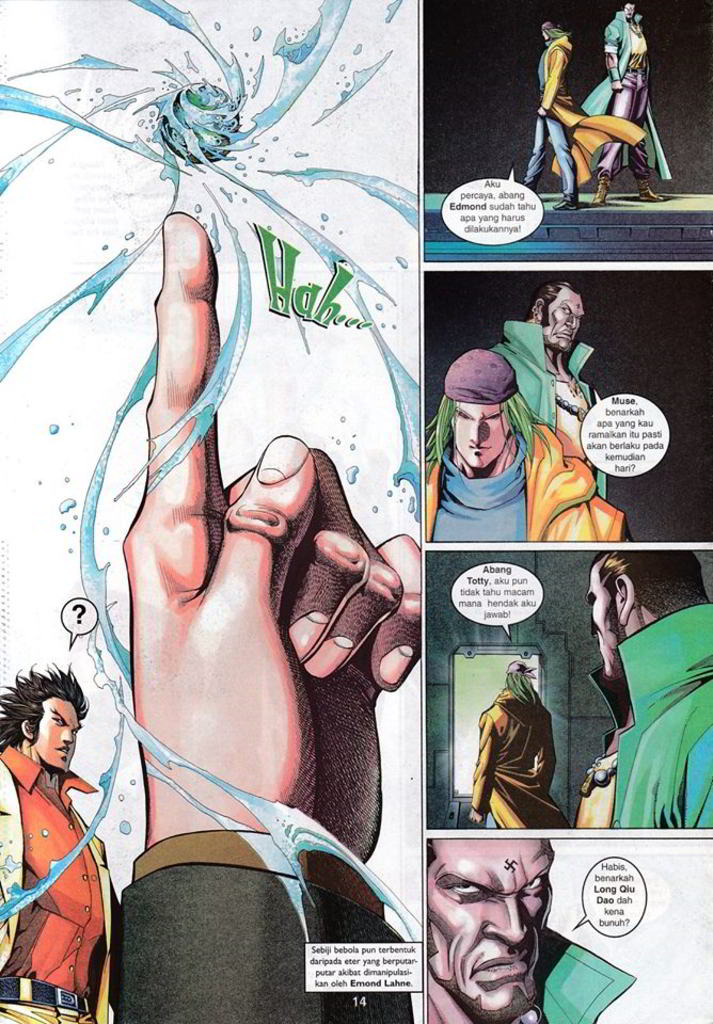 Hah...
?
Sebiji bebola pun terbentuk
daripada eter yang berputar-
putar akibat dimanipulasi-
kan oleh Emond Lahne.
14
Aku
percaya, abang
Edmond sudah tahu
apa yang harus
dilakukannya!
Muse,
benarkah
apa yang kau
ramalkan itu pasti
akan berlaku pada
kemudian
hari?
Abang
Totty, aku pun
tidak tahu macam
mana hendak aku
jawab!
Habis,
benarkah
Long Qiu
Dao dah
kena
bunuh?